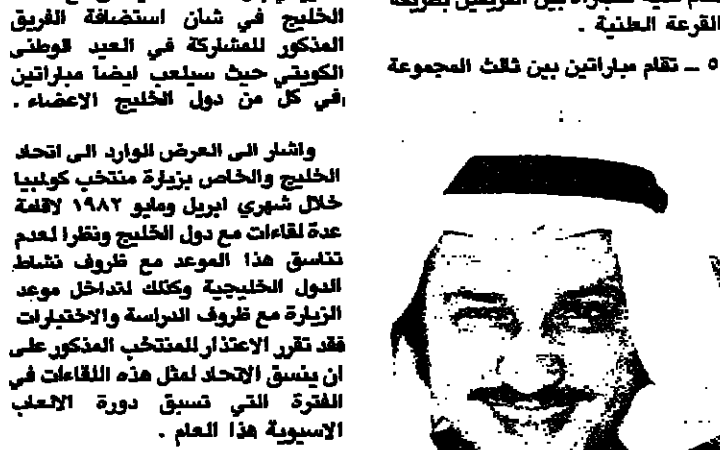 القرعة العلنية .
٥ ــ تقام مباراتين بين ثالث المجموعة
الخليج في شان استضافة الفريق
المذكور للمشاركة في العيد الوطني
الكويتي حيث سيلعب ايضا مباراتين
في كل من دول الخليج الاعضاء .
واشار الى العرض الوارد الى اتحاد
الخليج والخاص بزيارة منتخب كولمبيا
خلال شهري ابريل ومايو ١٩٨٢ لاقامة
عدة لقاءات مع دول الخليج ونظرا لعدم
تناسق هذا الموعد مع ظروف نشاط
الدول الخليجية وكذلك لتداخل موعد
الزيارة مع ظروف الدراسة والاختبارات
فقد تقرر الاعتذار للمنتخب المذكور على
ان ينسق الاتحاد لمثل هذه اللقاءات في
الفترة التي تسبق دورة الالعاب
الاسيوية هذا العام .